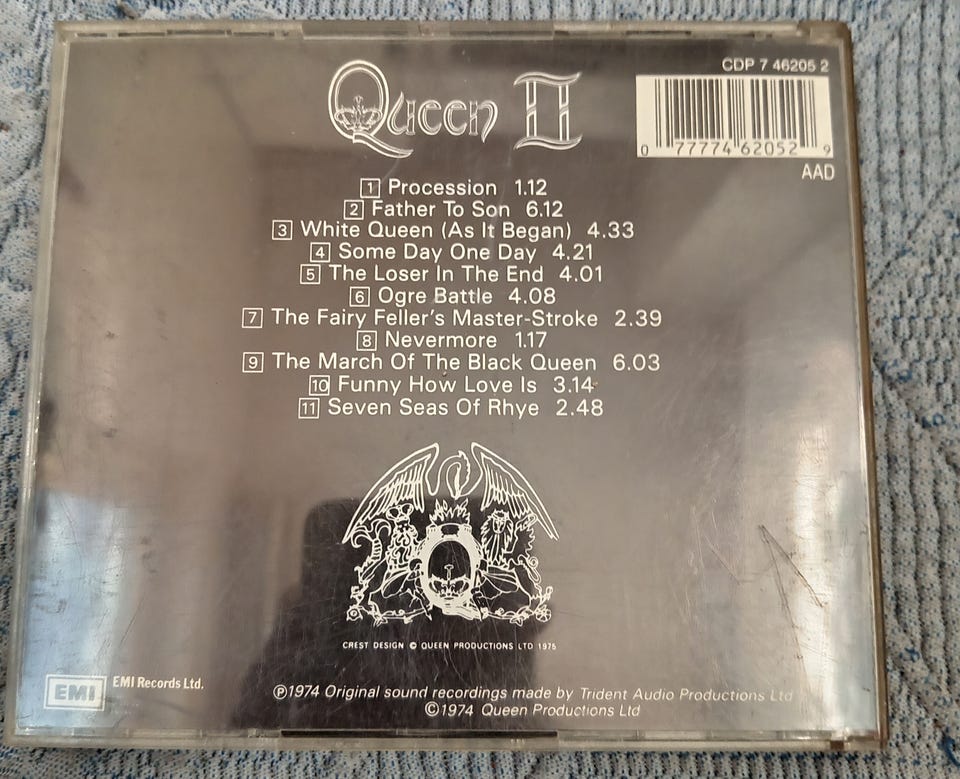 CDP 7 46205 2
Queen II
0 77774 62052 9
AAD
1 Procession 1.12
2 Father To Son 6.12
3 White Queen (As It Began) 4.33
4 Some Day One Day 4.21
5 The Loser In The End 4.01
6 Ogre Battle 4.08
7 The Fairy Feller's Master-Stroke 2.39
8 Nevermore 1.17
9 The March Of The Black Queen 6.03
10 Funny How Love Is 3.14
11 Seven Seas Of Rhye 2.48
CREST DESIGN © QUEEN PRODUCTIONS LTD 1975
EMI EMI Records Ltd.
℗1974 Original sound recordings made by Trident Audio Productions Ltd
©1974 Queen Productions Ltd